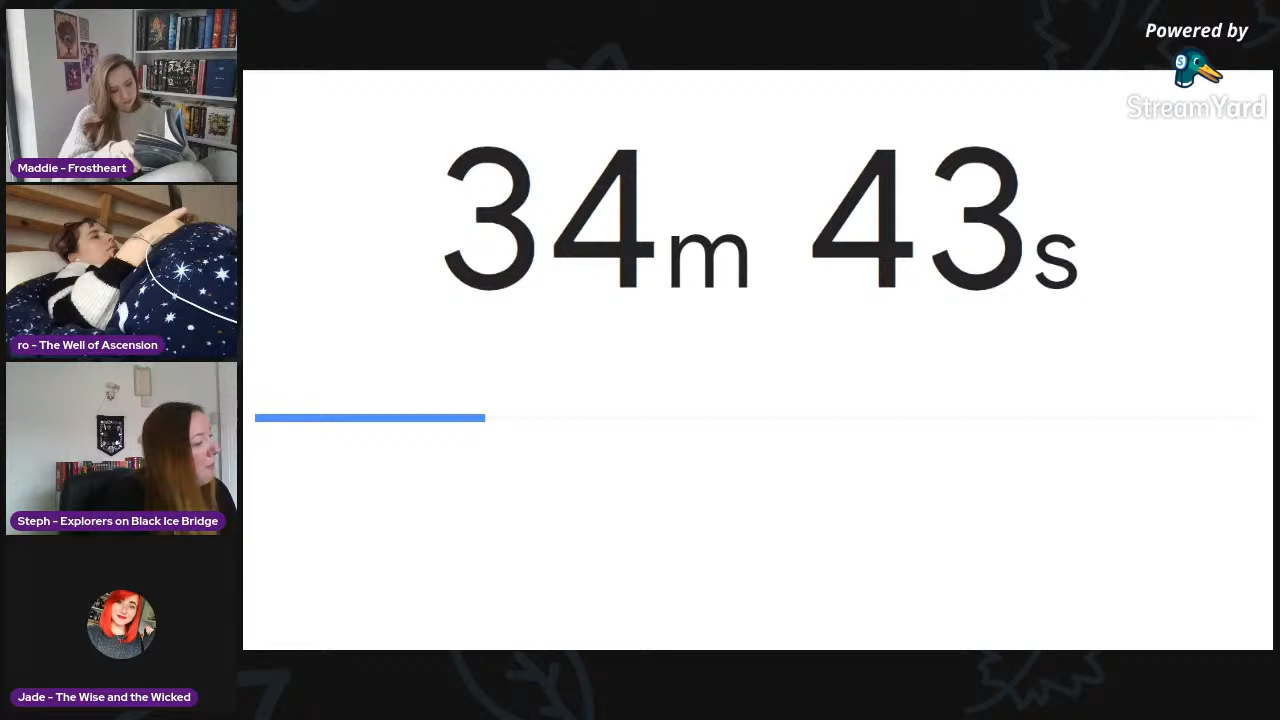 Maddie - Frostheart
ro - The Well of Ascension
Steph - Explorers on Black Ice Bridge
Jade - The Wise and the Wicked
34m 43s
Powered by
S
StreamYard